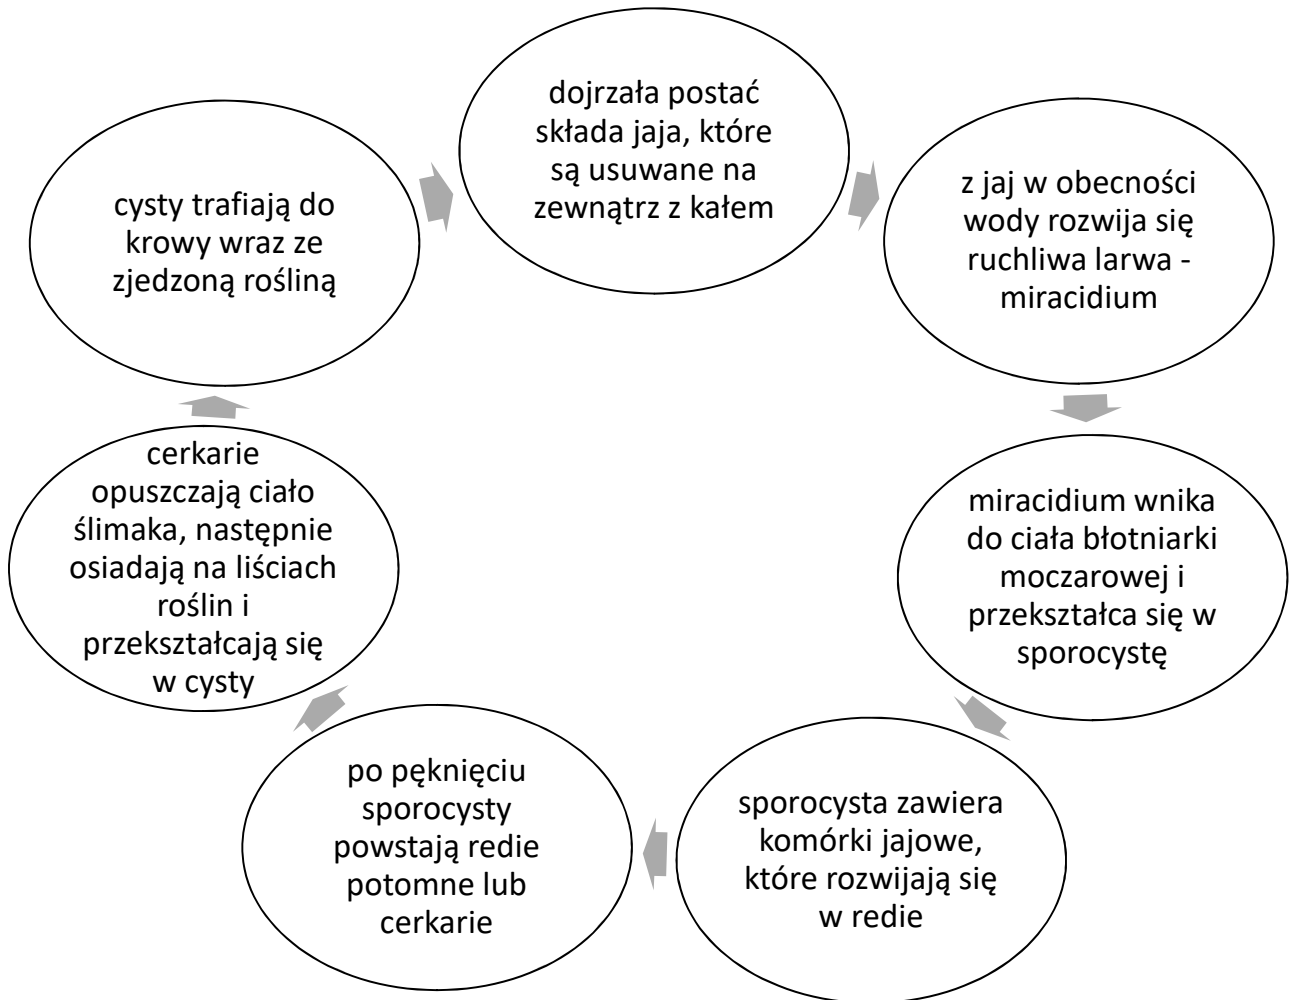 dojrzała postać
składa jaja, które
są usuwane na
zewnątrz z kałem
z jaj w obecności
wody rozwija się
ruchliwa larwa -
miracidium
miracidium wnika
do ciała błotniarki
moczarowej i
przekształca się w
sporocystę
sporocysta zawiera
komórki jajowe,
które rozwijają się
w redie
po pęknięciu
sporocysty
powstają redie
potomne lub
cerkarie
cerkarie
opuszczają ciało
ślimaka, następnie
osiadają na liściach
roślin i
przekształcają się
w cysty
cysty trafiają do
krowy wraz ze
zjedzoną rośliną